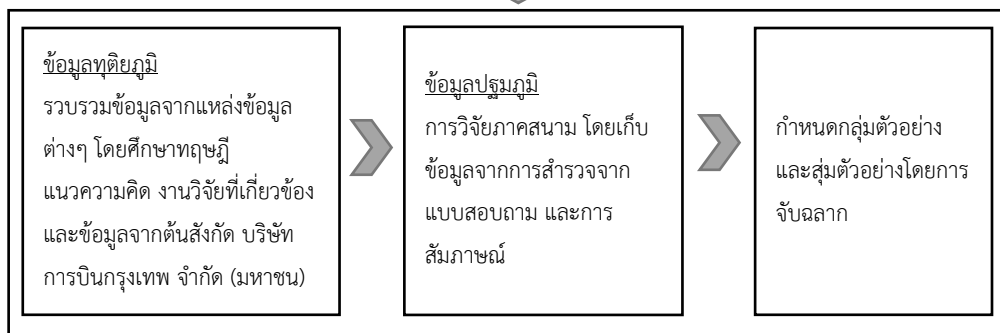 ข้อมูลทุติยภูมิ
รวบรวมข้อมูลจากแหล่งข้อมูล
ต่างๆ โดยศึกษาทฤษฎี
แนวความคิด งานวิจัยที่เกี่ยวข้อง
และข้อมูลจากต้นสังกัด บริษัท
การบินกรุงเทพ จำกัด (มหาชน)
ข้อมูลปฐมภูมิ
การวิจัยภาคสนาม โดยเก็บ
ข้อมูลจากการสำรวจจาก
แบบสอบถาม และการ
สัมภาษณ์
กำหนดกลุ่มตัวอย่าง
และสุ่มตัวอย่างโดยการ
จับฉลาก